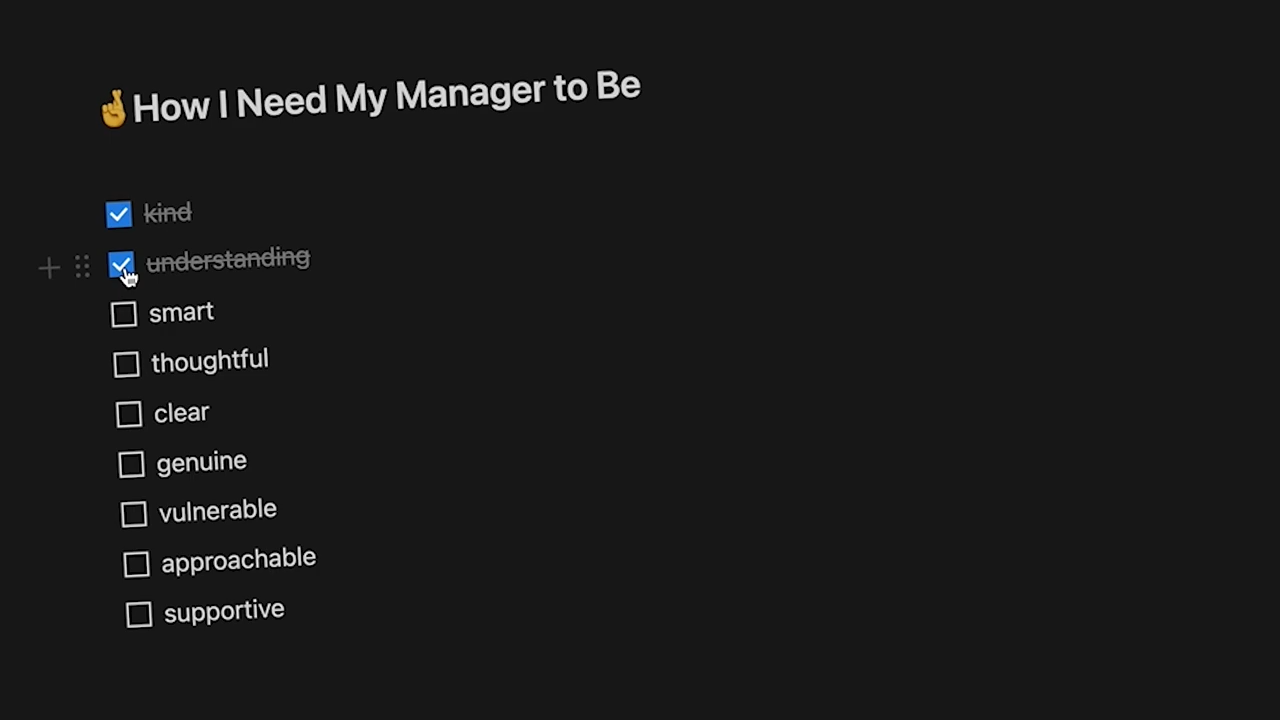 🤞How I Need My Manager to Be
kind
understanding
smart
thoughtful
clear
genuine
vulnerable
approachable
supportive